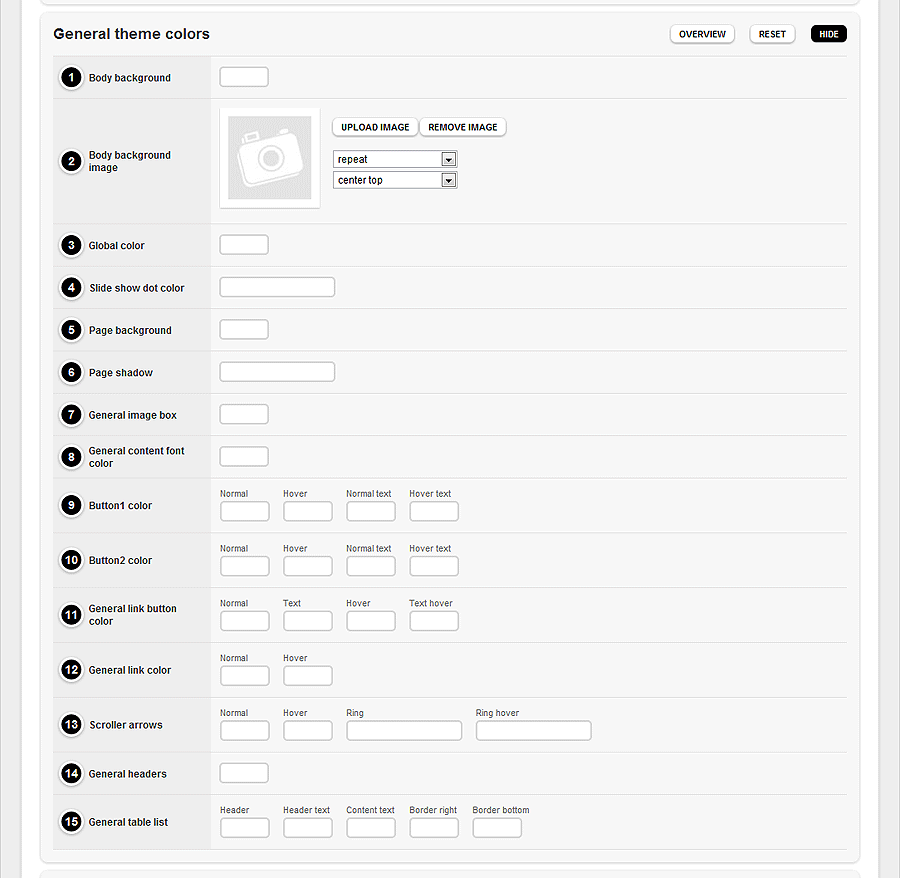 General theme colors
OVERVIEW RESET HIDE
1 Body background
2 Body background
image
UPLOAD IMAGE REMOVE IMAGE
repeat
center top
3 Global color
4 Slide show dot color
5 Page background
6 Page shadow
7 General image box
8 General content font
color
9 Button1 color
Normal Hover Normal text Hover text
10 Button2 color
Normal Hover Normal text Hover text
11 General link button
color
Normal Text Hover Text hover
12 General link color
Normal Hover
13 Scroller arrows
Normal Hover Ring Ring hover
14 General headers
15 General table list
Header Header text Content text Border right Border bottom